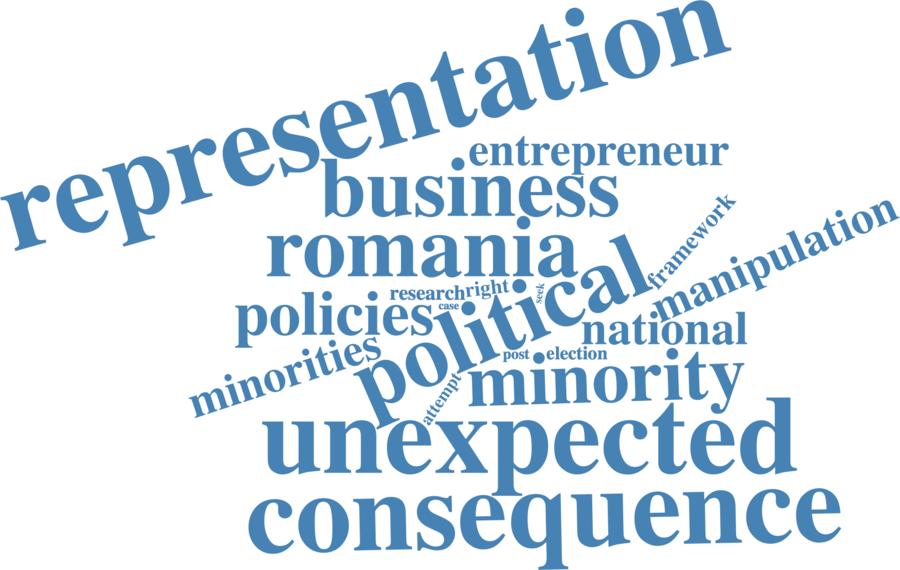 representation
entrepreneur
business
framework
romania
manipulation
political
right
research
seek
case
policies
national
minorities
post
election
minority
attempt
unexpected
consequence